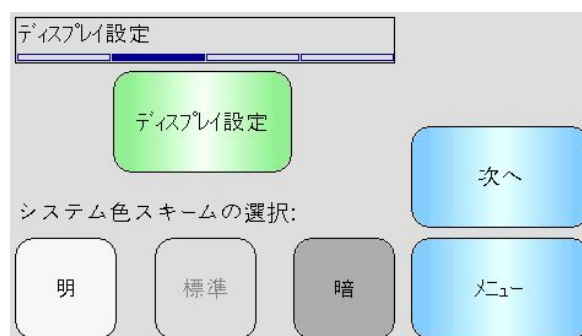 ディスプレイ設定
ディスプレイ設定
次へ
システム色スキームの選択:
明
標準
暗
メニュー